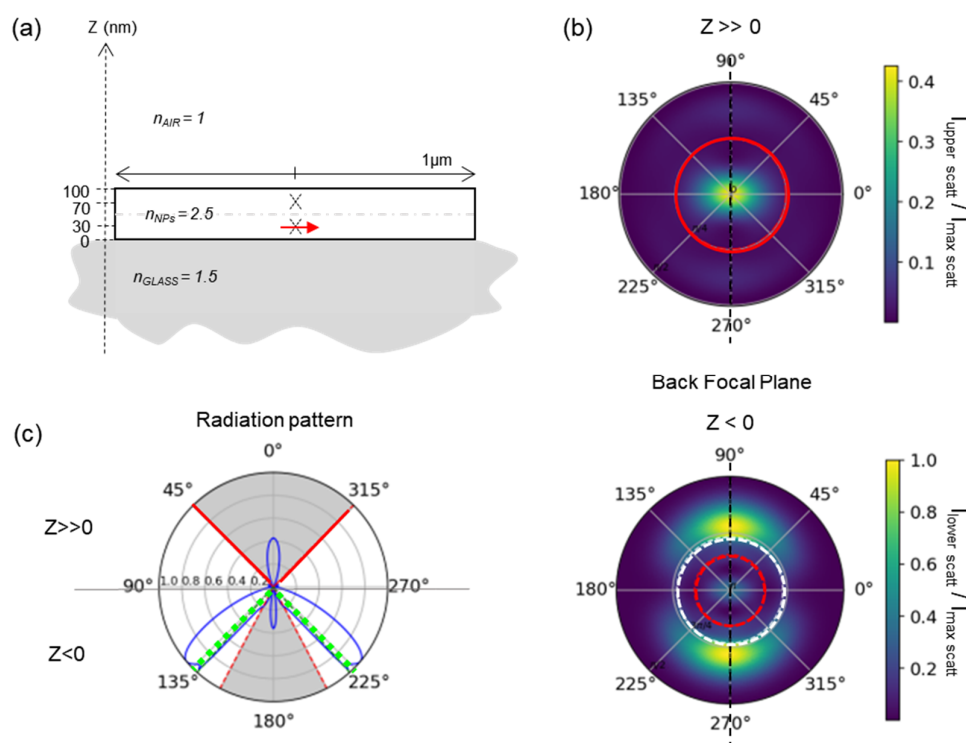 (a)
Z (nm)
n_AIR = 1
1µm
100
70
30
0
n_NPs = 2.5
n_GLASS = 1.5
(b)
Z >> 0
90°
135°
45°
180°
0
0°
225°
315°
270°
0.4
0.3
0.2
0.1
I_upper scatt / I_max scatt
Back Focal Plane
Z < 0
90°
135°
45°
180°
0°
225°
315°
270°
1.0
0.8
0.6
0.4
0.2
I_lower scatt / I_max scatt
(c)
Radiation pattern
0°
45°
315°
Z>>0
90°
1.0 0.8 0.6 0.4 0.2
270°
Z<0
135°
225°
180°